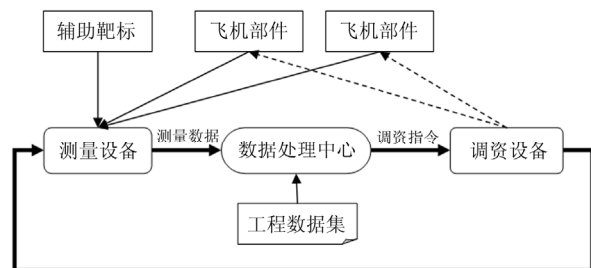 辅助靶标
飞机部件
飞机部件
测量设备
测量数据
数据处理中心
调资指令
调资设备
工程数据集